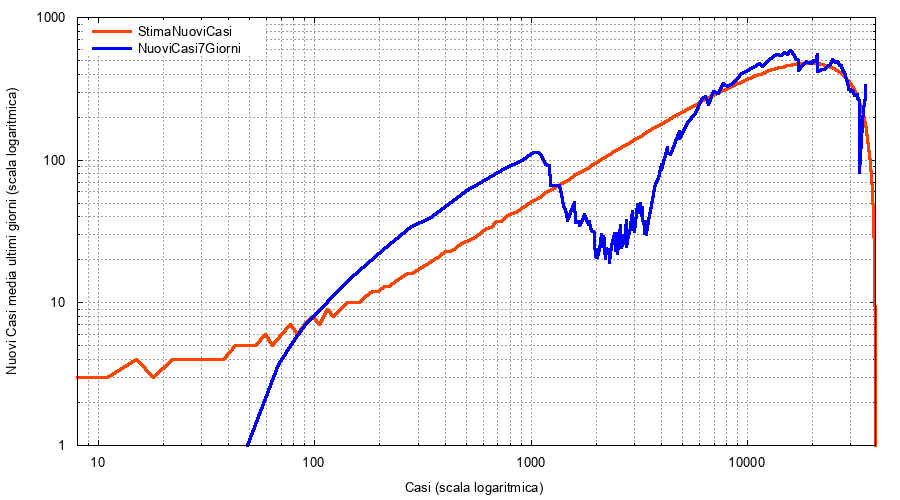 StimaNuoviCasi
NuoviCasi7Giorni
Nuovi Casi media ultimi giorni (scala logaritmica)
1000
100
10
1
10
100
1000
10000
Casi (scala logaritmica)